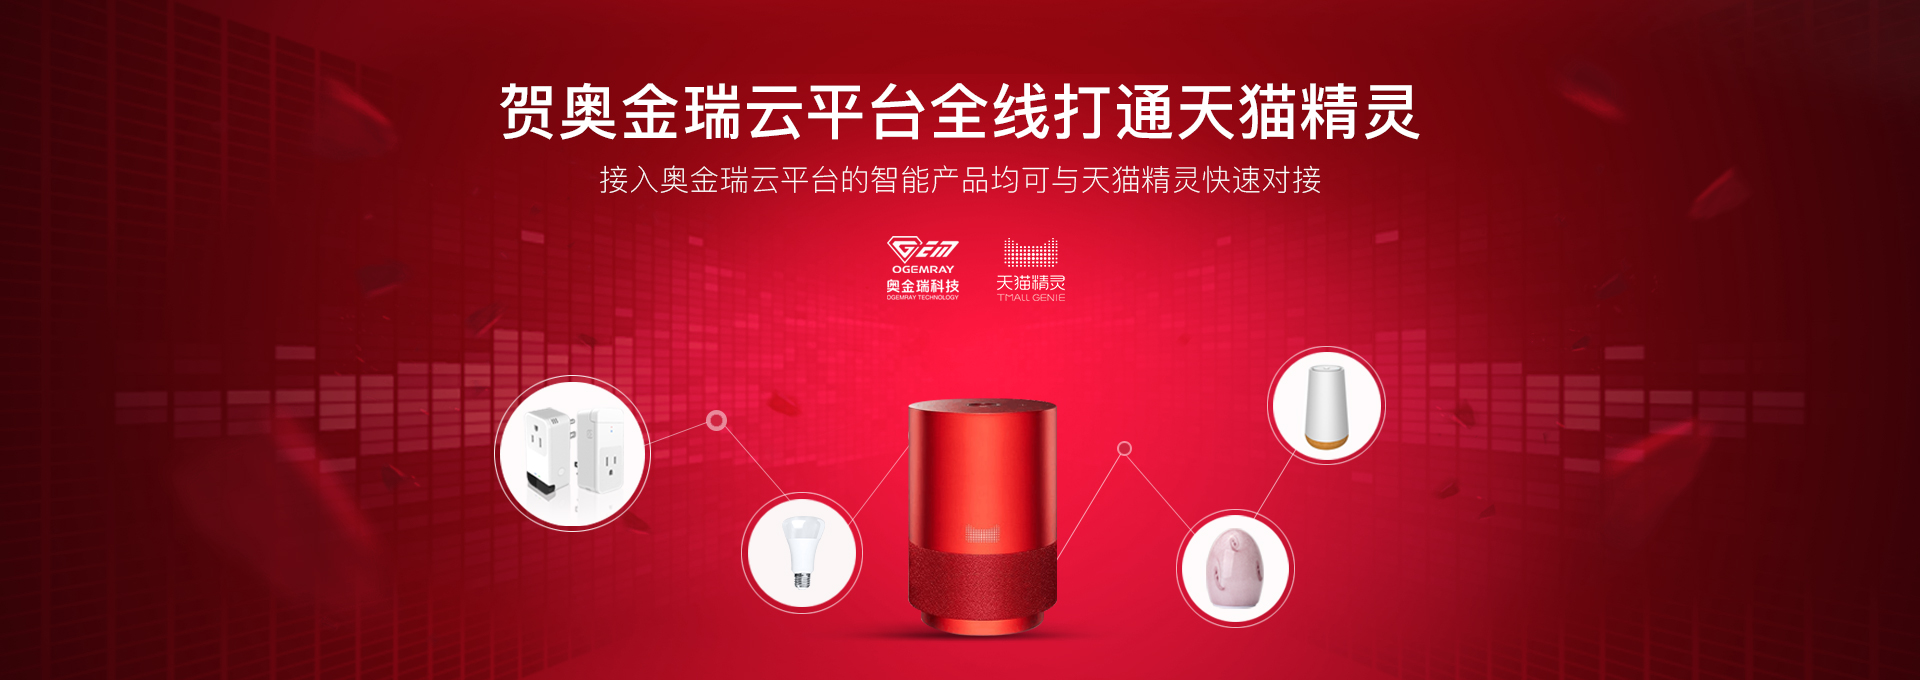 贺奥金瑞云平台全线打通天猫精灵
接入奥金瑞云平台的智能产品均可与天猫精灵快速对接
GEM
OGEMRAY
奥金瑞科技
OGEMRAY TECHNOLOGY
天猫精灵
TMALL GENIE